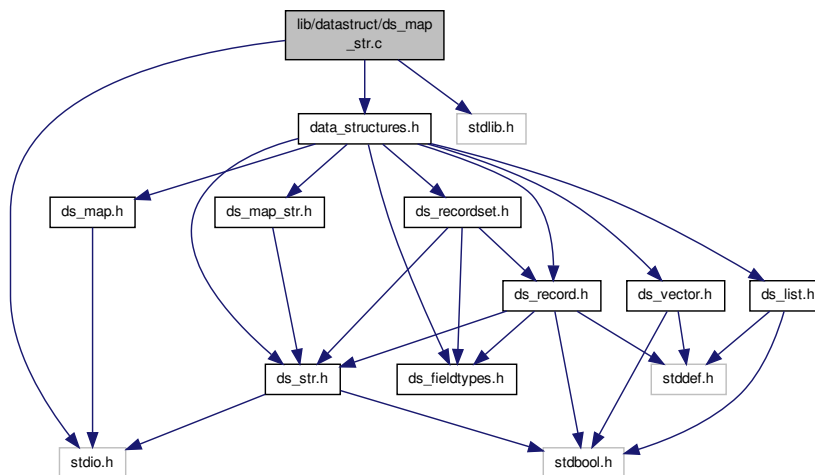 lib/datastruct/ds_map
_str.c
data_structures.h
stdlib.h
ds_map.h
ds_map_str.h
ds_recordset.h
ds_record.h
ds_vector.h
ds_list.h
ds_str.h
ds_fieldtypes.h
stddef.h
stdio.h
stdbool.h